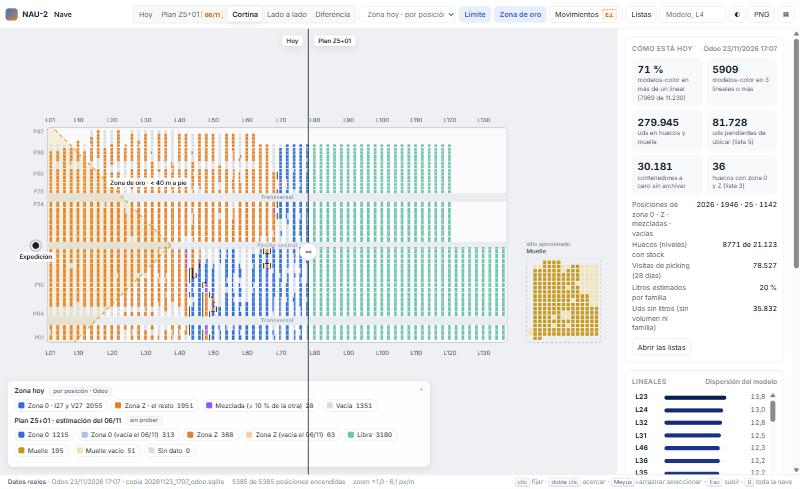 NAU-2 Nave
Hoy Plan Z5+01 06/11 Cortina Lado a lado Diferencia
Zona hoy · por posició
Límite Zona de oro Movimientos EJ. Listas Modelo, L4 PNG
Hoy Plan Z5+01
L01 L10 L20 L30 L40 L50 L60 L70 L80 L90 L100 L110 L120 L130
P42
P36
P30
P25
P24
P10
P04
P01
Zona de oro · < 40 m a pie
Transversal
Pasillo central
Transversal
Expedición
sitio aproximado
Muelle
L01 L10 L20 L30 L40 L50 L60 L70 L80 L90 L100 L110 L120 L130
Zona hoy por posición · Odoo
Zona 0 · I27 y V27 2055
Zona Z · el resto 1951
Mezclada (≥ 10 % de la otra) 28
Vacía 1351
Plan Z5+01 · estimación del 06/11 sin probar
Zona 0 1215
Zona 0 (vacía el 06/11) 313
Zona Z 368
Zona Z (vacía el 06/11) 63
Libre 3180
Muelle 195
Muelle vacío 51
Sin dato 0
CÓMO ESTÁ HOY Odoo 23/11/2026 17:07
71 %
modelos-color en más de un lineal (7969 de 11.230)
5909
modelos-color en 3 lineales o más
279.945
uds en huecos y muelle
81.728
uds pendientes de ubicar (lista 5)
30.181
contenedores a cero sin archivar
36
huecos con zona 0 y Z (lista 3)
Posiciones de zona 0 · Z · mezcladas · vacías 2026 · 1946 · 25 · 1142
Huecos (niveles) con stock 8771 de 21.123
Visitas de picking (28 días) 78.527
Litros estimados por familia 20 %
Uds sin litros (sin volumen ni familia) 35.832
Abrir las listas
LINEALES Dispersión del modelo
L23 13,8
L24 13,0
L32 12,8
L31 12,5
L46 12,3
L36 12,2
L35 12,2
Datos reales · Odoo 23/11/2026 17:07 · copia 20261123_1707_odoo.sqlite 5385 de 5385 posiciones encendidas zoom ×1,0 · 6,1 px/m
clic fijar · doble clic acercar · Mayús +arrastrar seleccionar · Esc subir · 0 toda la nave